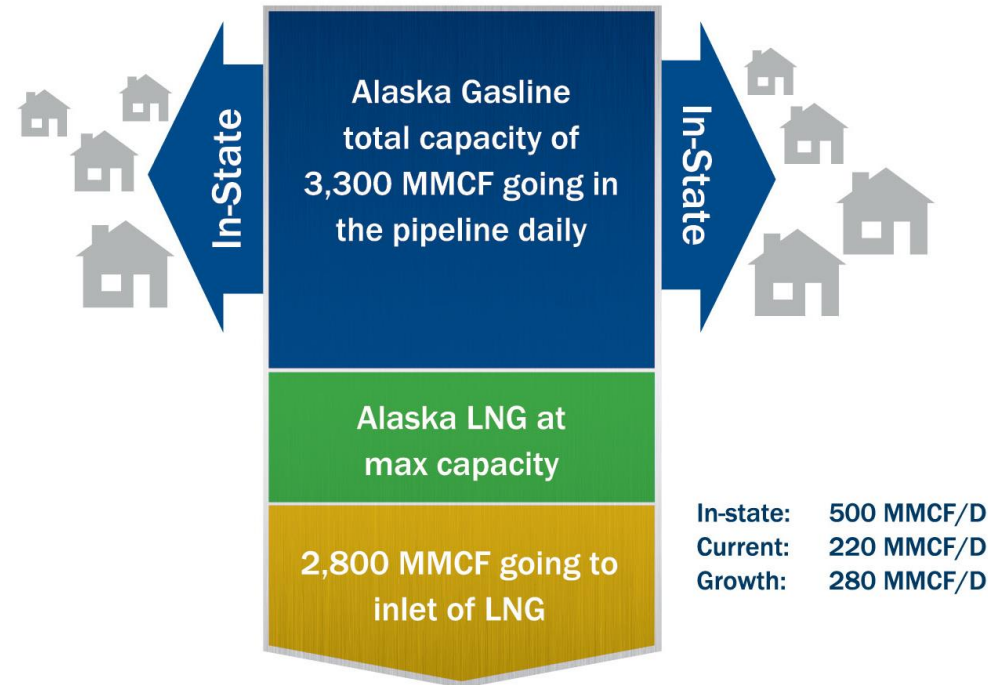 In-State
Alaska Gasline
total capacity of
3,300 MMCF going in
the pipeline daily
In-State
Alaska LNG at
max capacity
2,800 MMCF going to
inlet of LNG
In-state: 500 MMCF/D
Current: 220 MMCF/D
Growth: 280 MMCF/D